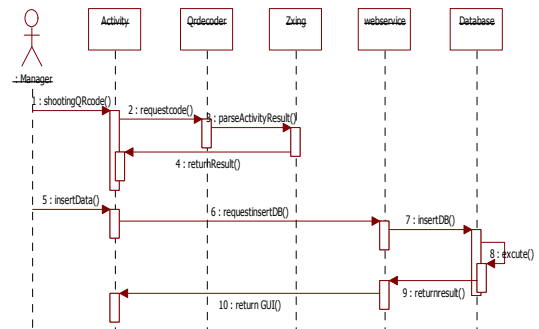 Activity Qrdecoder Zxing webservice Database
: Manager
1 : shootingQRcode()
2 : requestcode()
3 : parseActivityResult()
4 : returnResult()
5 : insertData()
6 : requestinsertDB()
7 : insertDB()
8 : excute()
9 : returnresult()
10 : return GUI()